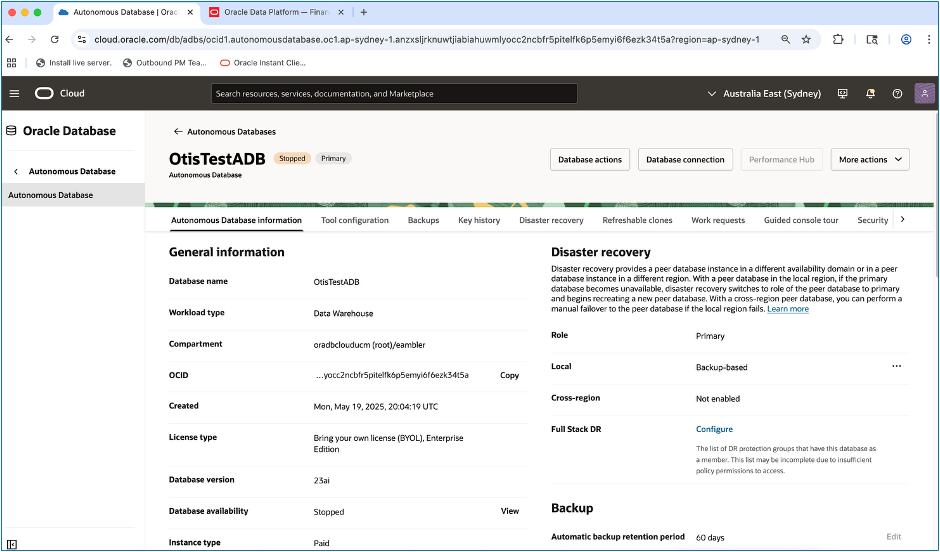 Autonomous Database | Orac
Oracle Data Platform — Finan
cloud.oracle.com/db/adbs/ocid1.autonomousdatabase.oc1.ap-sydney-1.anzxsljrknuwtjiabiahuwmlyocc2ncbfr5pitelfk6p5emyi6f6ezk34t5a?region=ap-sydney-1
Install live server.
Outbound PM Tea...
Oracle Instant Clie...
Cloud
Search resources, services, documentation, and Marketplace
Australia East (Sydney)
Oracle Database
Autonomous Database
Autonomous Database
Autonomous Databases
OtisTestADB Stopped Primary
Autonomous Database
Database actions
Database connection
Performance Hub
More actions
Autonomous Database information
Tool configuration
Backups
Key history
Disaster recovery
Refreshable clones
Work requests
Guided console tour
Security
General information
Database name OtisTestADB
Workload type Data Warehouse
Compartment oradbclouducm (root)/eambler
OCID ...yocc2ncbfr5pitelfk6p5emyi6f6ezk34t5a Copy
Created Mon, May 19, 2025, 20:04:19 UTC
License type Bring your own license (BYOL), Enterprise
Edition
Database version 23ai
Database availability Stopped View
Instance type Paid
Disaster recovery
Disaster recovery provides a peer database instance in a different availability domain or in a peer
database instance in a different region. With a peer database in the local region, if the primary
database becomes unavailable, disaster recovery switches to role of the peer database to primary
and begins recreating a new peer database. With a cross-region peer database, you can perform a
manual failover to the peer database if the local region fails. Learn more
Role Primary
Local Backup-based
Cross-region Not enabled
Full Stack DR Configure
The list of DR protection groups that have this database as
a member. This list may be incomplete due to insufficient
policy permissions to access.
Backup
Automatic backup retention period 60 days Edit